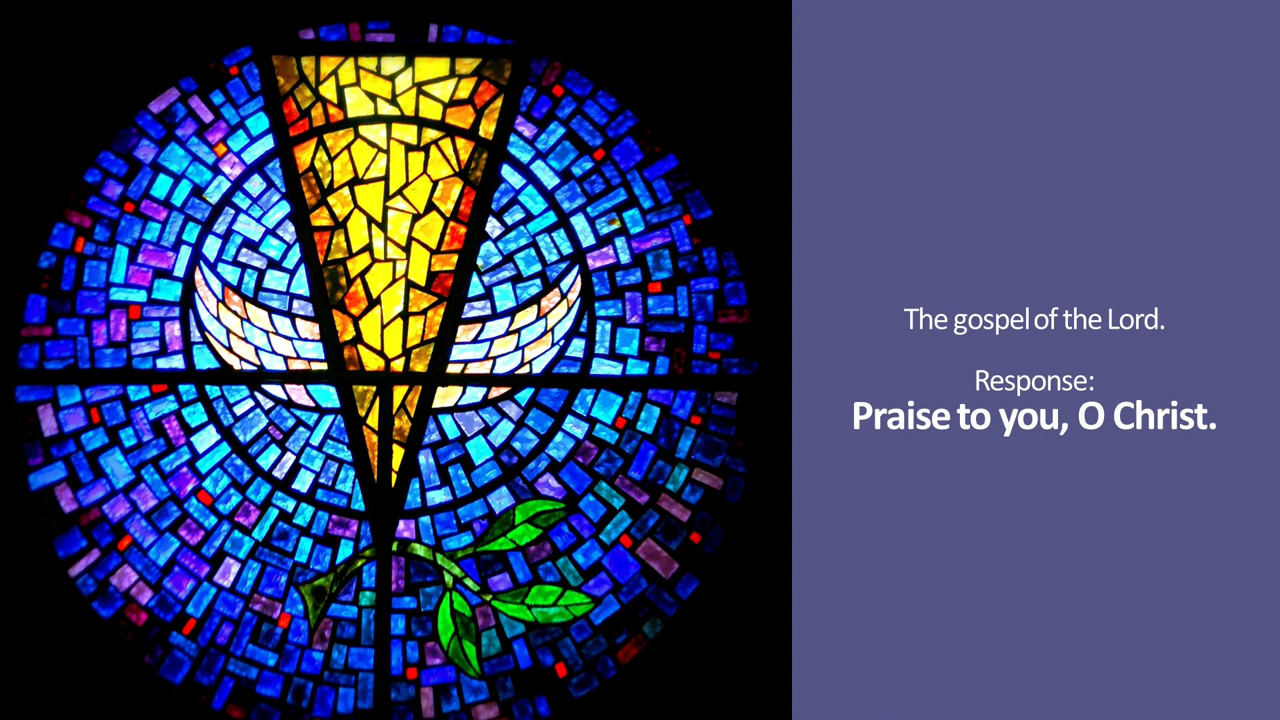 The gospel of the Lord.
Response:
Praise to you, O Christ.